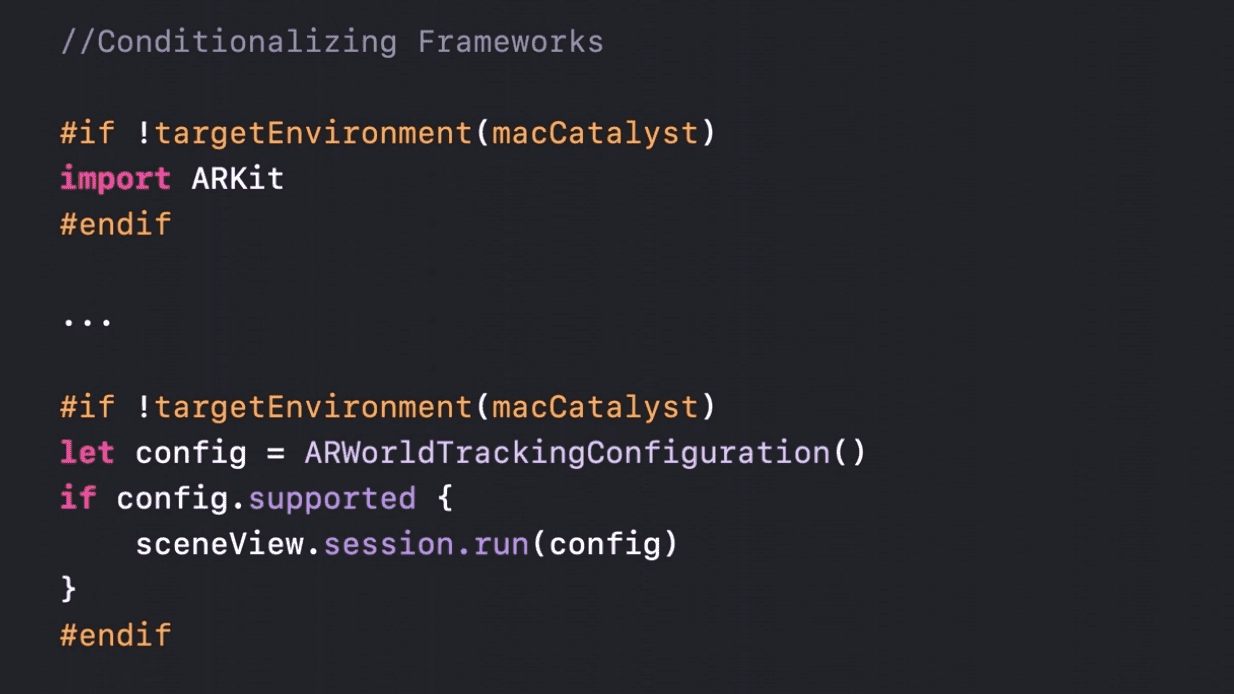 //Conditionalizing Frameworks
#if !targetEnvironment(macCatalyst)
import ARKit
#endif
...
#if !targetEnvironment(macCatalyst)
let config = ARWorldTrackingConfiguration()
if config.supported {
    sceneView.session.run(config)
}
#endif